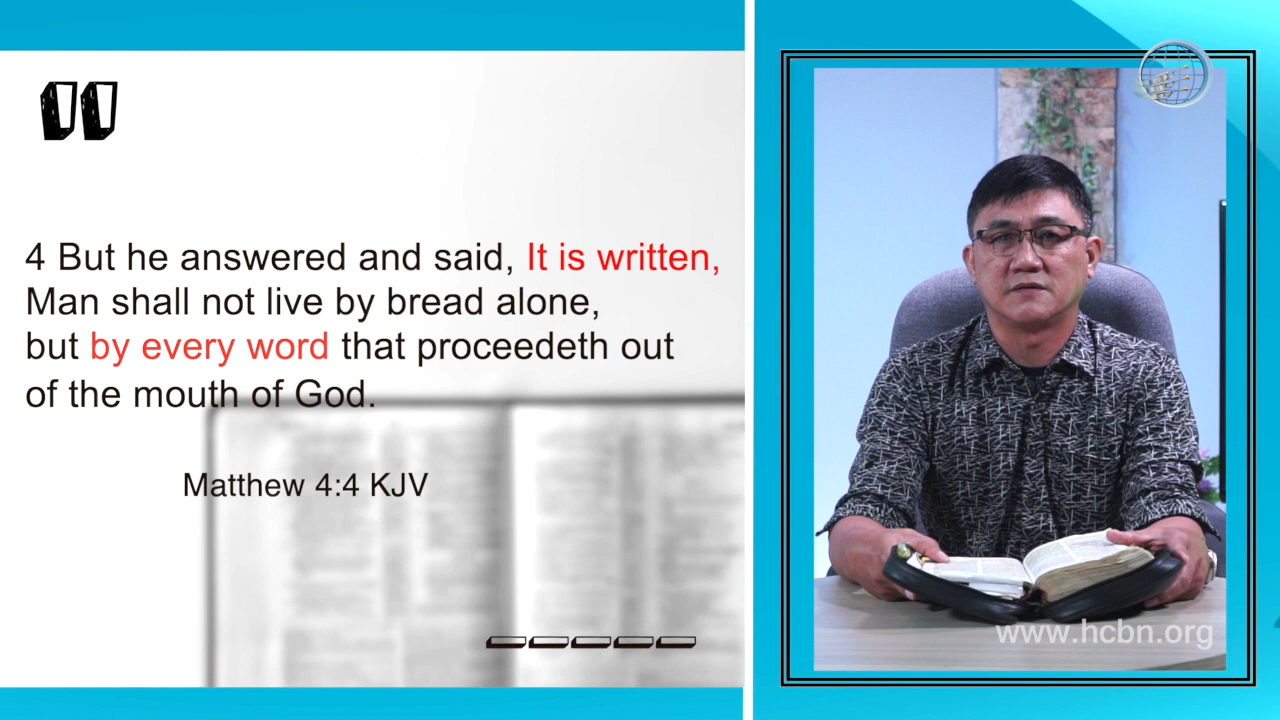 4 But he answered and said, It is written,
Man shall not live by bread alone,
but by every word that proceedeth out
of the mouth of God.
Matthew 4:4 KJV
www.hcbn.org